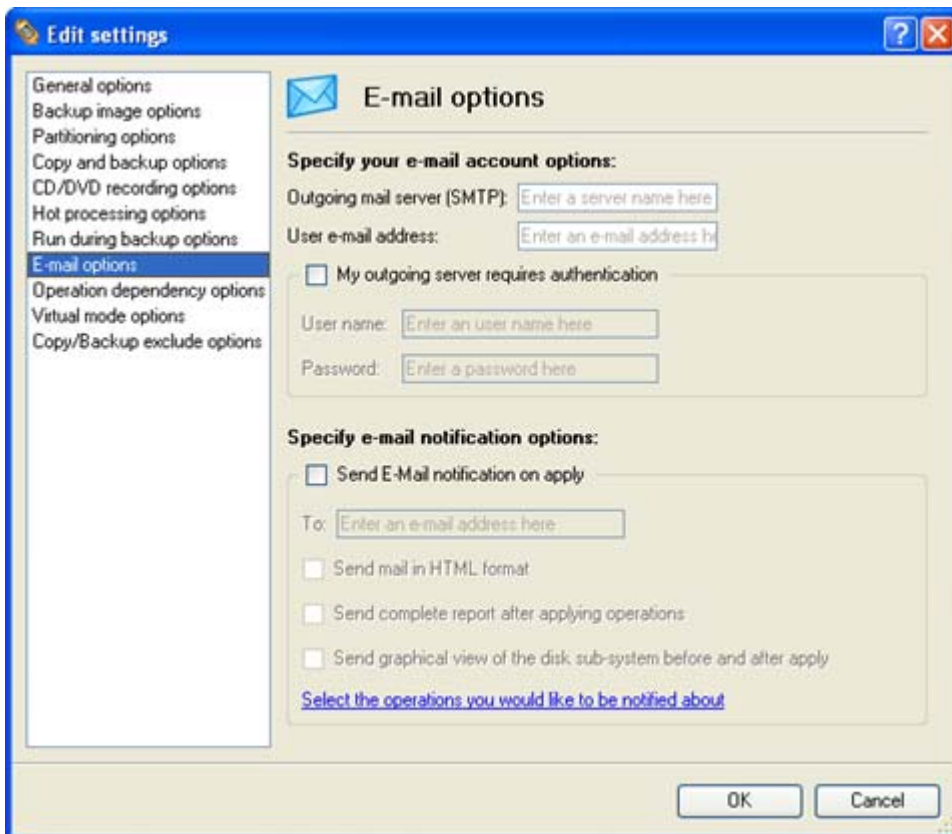 Edit settings
General options
Backup image options
Partitioning options
Copy and backup options
CD/DVD recording options
Hot processing options
Run during backup options
E-mail options
Operation dependency options
Virtual mode options
Copy/Backup exclude options
E-mail options
Specify your e-mail account options:
Outgoing mail server (SMTP): Enter a server name here
User e-mail address: Enter an e-mail address
My outgoing server requires authentication
User name: Enter an user name here
Password: Enter a password here
Specify e-mail notification options:
Send E-Mail notification on apply
To: Enter an e-mail address here
Send mail in HTML format
Send complete report after applying operations
Send graphical view of the disk sub-system before and after apply
Select the operations you would like to be notified about
OK Cancel